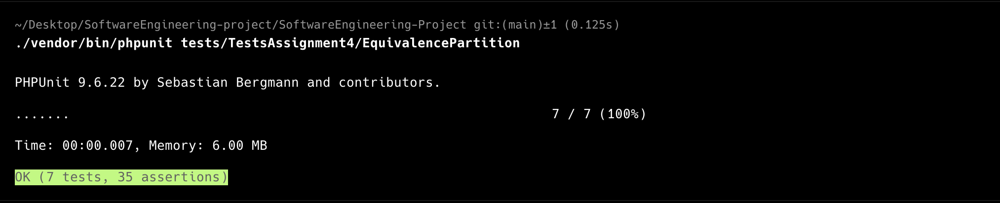 ~/Desktop/SoftwareEngineering-project/SoftwareEngineering-Project git:(main)±1 (0.125s)
./vendor/bin/phpunit tests/TestsAssignment4/EquivalencePartition
PHPUnit 9.6.22 by Sebastian Bergmann and contributors.
.......                                                             7 / 7 (100%)
Time: 00:00.007, Memory: 6.00 MB
OK (7 tests, 35 assertions)